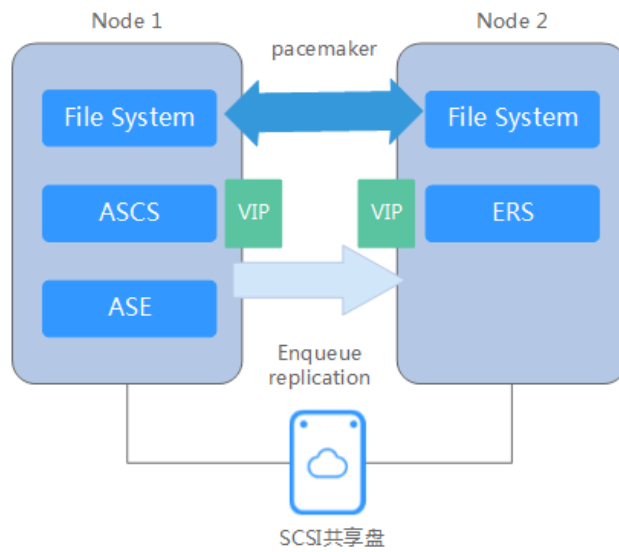 Node 1
Node 2
pacemaker
File System
File System
ASCS
VIP
VIP
ERS
ASE
Enqueue
replication
SCSI共享盘